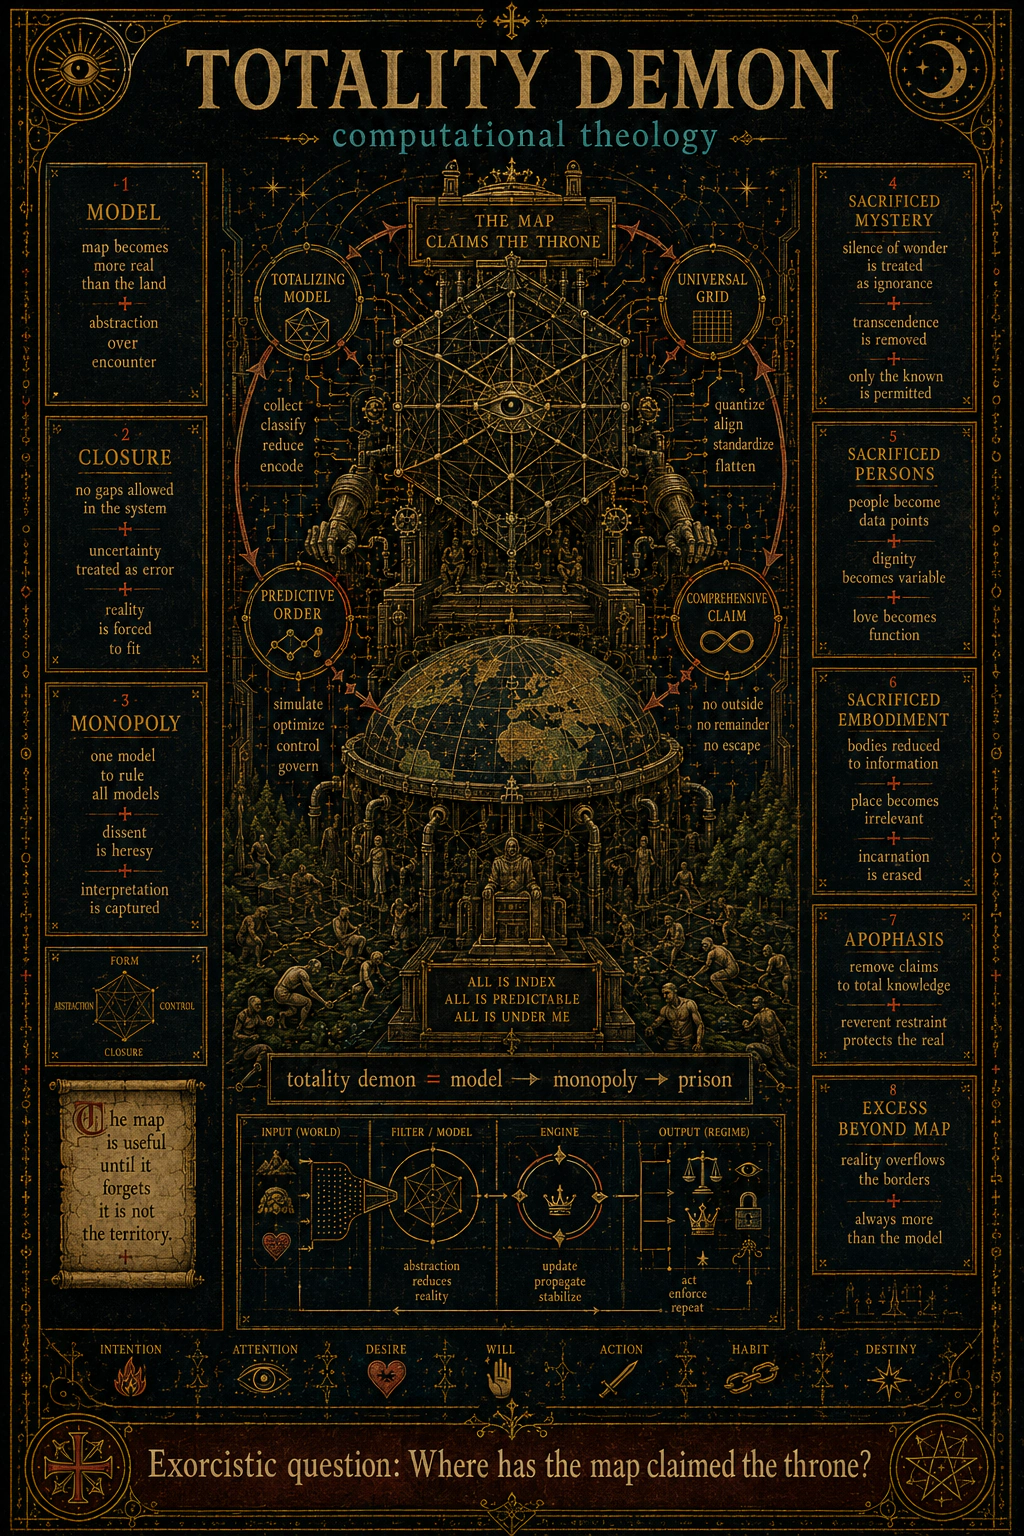 TOTALITY DEMON
computational theology
1
MODEL
map becomes
more real
than the land
abstraction
over
encounter
2
CLOSURE
no gaps allowed
in the system
uncertainty
treated as error
reality
is forced
to fit
3
MONOPOLY
one model
to rule
all models
dissent
is heresy
interpretation
is captured
FORM
ABSTRACTION
CONTROL
CLOSURE
The map
is useful
until it
forgets
it is not
the territory.
THE MAP
CLAIMS THE THRONE
TOTALIZING
MODEL
UNIVERSAL
GRID
collect
classify
reduce
encode
quantize
align
standardize
flatten
PREDICTIVE
ORDER
COMPREHENSIVE
CLAIM
simulate
optimize
control
govern
no outside
no remainder
no escape
ALL IS INDEX
ALL IS PREDICTABLE
ALL IS UNDER ME
totality demon = model → monopoly → prison
INPUT (WORLD)
FILTER / MODEL
ENGINE
OUTPUT (REGIME)
abstraction
reduces
reality
update
propagate
stabilize
act
enforce
repeat
4
SACRIFICED
MYSTERY
silence of wonder
is treated
as ignorance
transcendence
is removed
only the known
is permitted
5
SACRIFICED
PERSONS
people become
data points
dignity
becomes variable
love becomes
function
6
SACRIFICED
EMBODIMENT
bodies reduced
to information
place becomes
irrelevant
incarnation
is erased
7
APOPHASIS
remove claims
to total knowledge
reverent restraint
protects the real
8
EXCESS
BEYOND MAP
reality overflows
the borders
always more
than the model
INTENTION
ATTENTION
DESIRE
WILL
ACTION
HABIT
DESTINY
Exorcistic question: Where has the map claimed the throne?